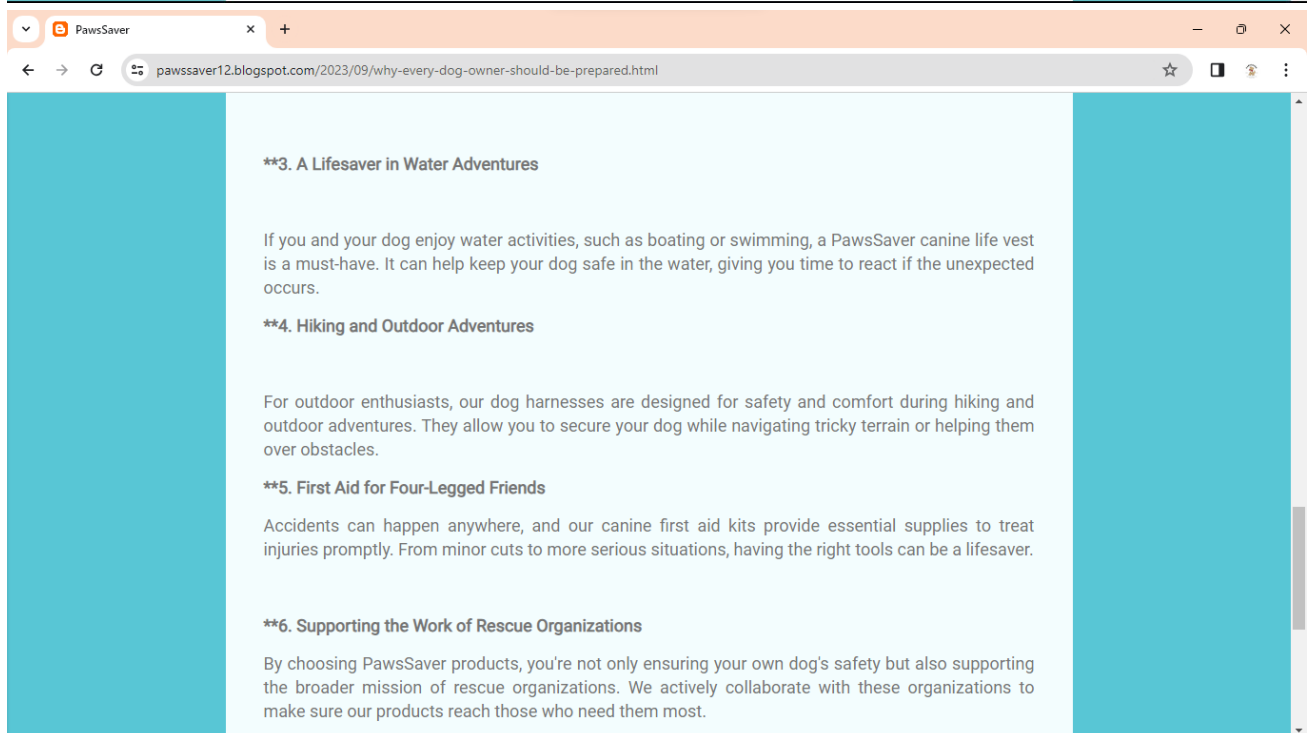 PawsSaver
pawssaver12.blogspot.com/2023/09/why-every-dog-owner-should-be-prepared.html
**3. A Lifesaver in Water Adventures
If you and your dog enjoy water activities, such as boating or swimming, a PawsSaver canine life vest
is a must-have. It can help keep your dog safe in the water, giving you time to react if the unexpected
occurs.
**4. Hiking and Outdoor Adventures
For outdoor enthusiasts, our dog harnesses are designed for safety and comfort during hiking and
outdoor adventures. They allow you to secure your dog while navigating tricky terrain or helping them
over obstacles.
**5. First Aid for Four-Legged Friends
Accidents can happen anywhere, and our canine first aid kits provide essential supplies to treat
injuries promptly. From minor cuts to more serious situations, having the right tools can be a lifesaver.
**6. Supporting the Work of Rescue Organizations
By choosing PawsSaver products, you're not only ensuring your own dog's safety but also supporting
the broader mission of rescue organizations. We actively collaborate with these organizations to
make sure our products reach those who need them most.